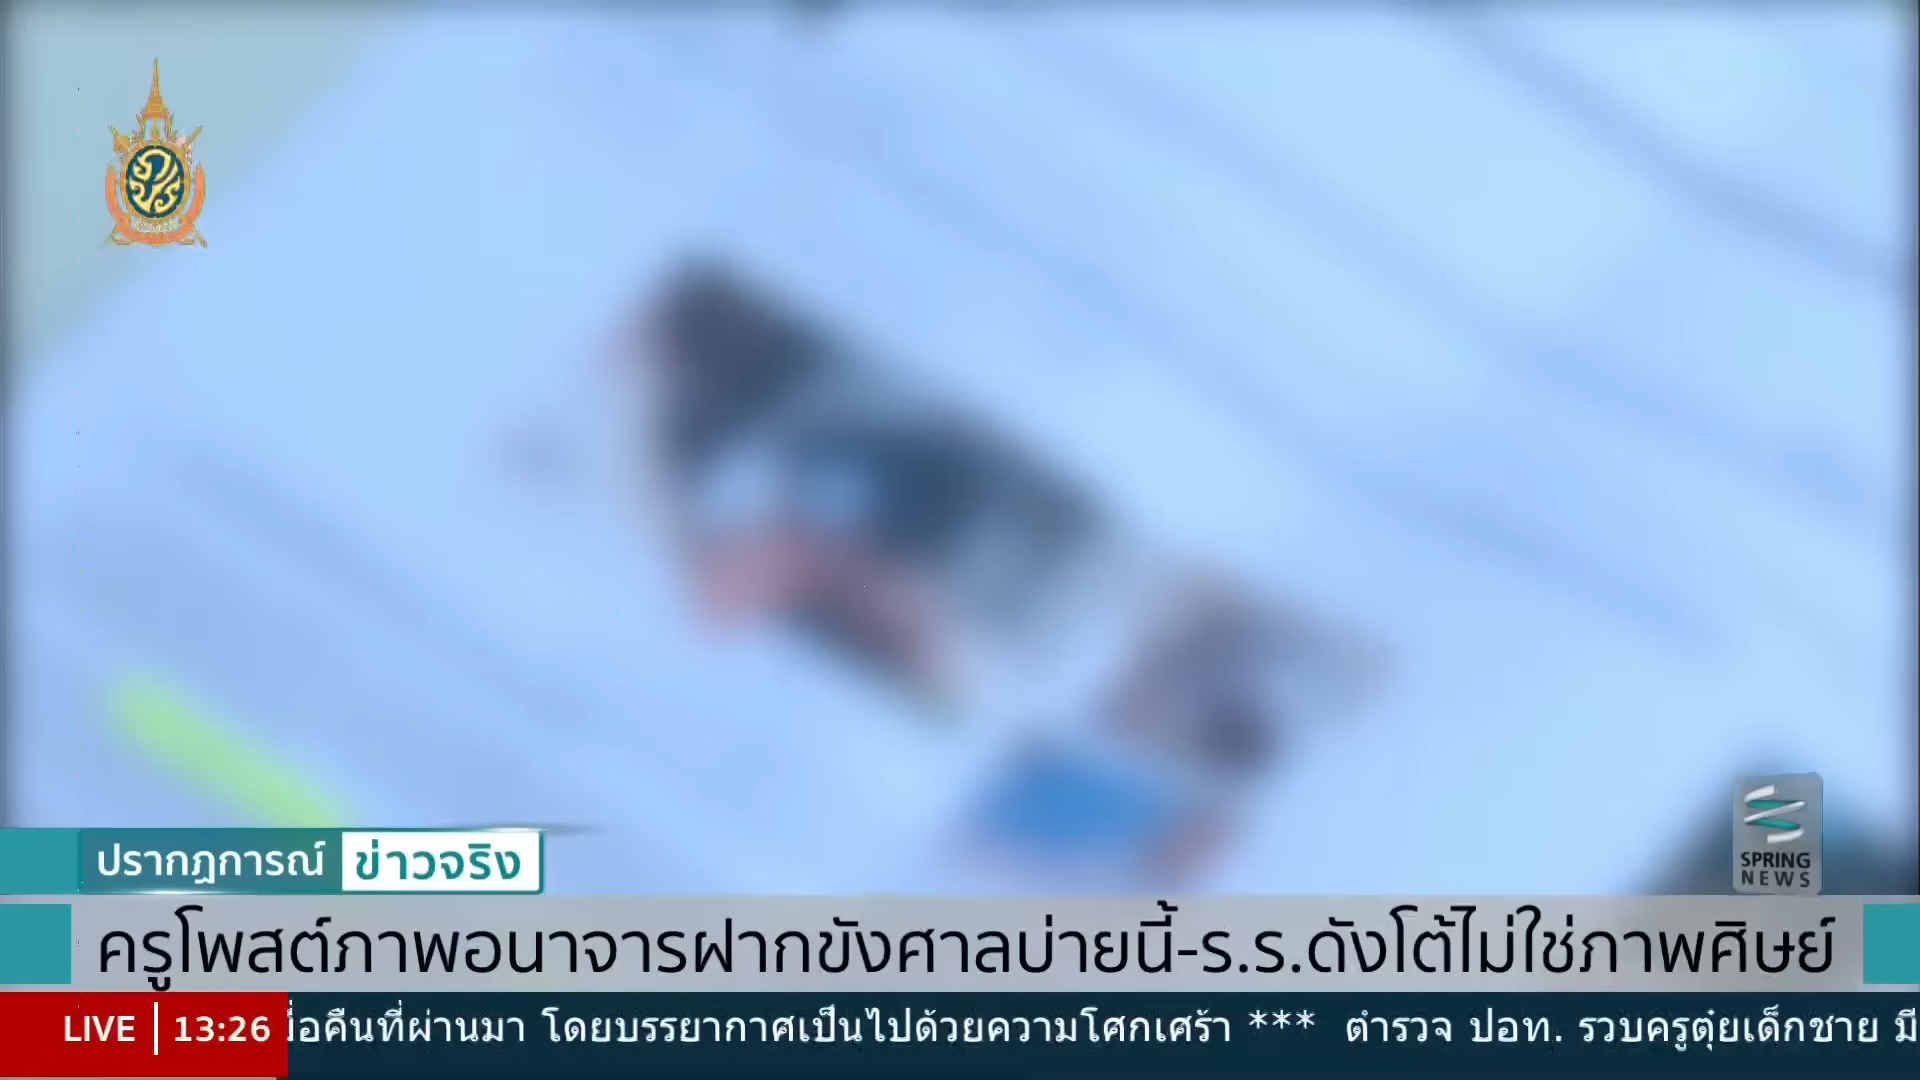 ปรากฏการณ์ ข่าวจริง
SPRING
NEWS
ครูโพสต์ภาพอนาจารฝากขังศาลบ่ายนี้-ร.ร.ดังโต้ไม่ใช่ภาพศิษย์
LIVE 13:26 มื่อคืนที่ผ่านมา โดยบรรยากาศเป็นไปด้วยความโศกเศร้า *** ตำรวจ ปอท. รวบครูตุ๋ยเด็กชาย มี